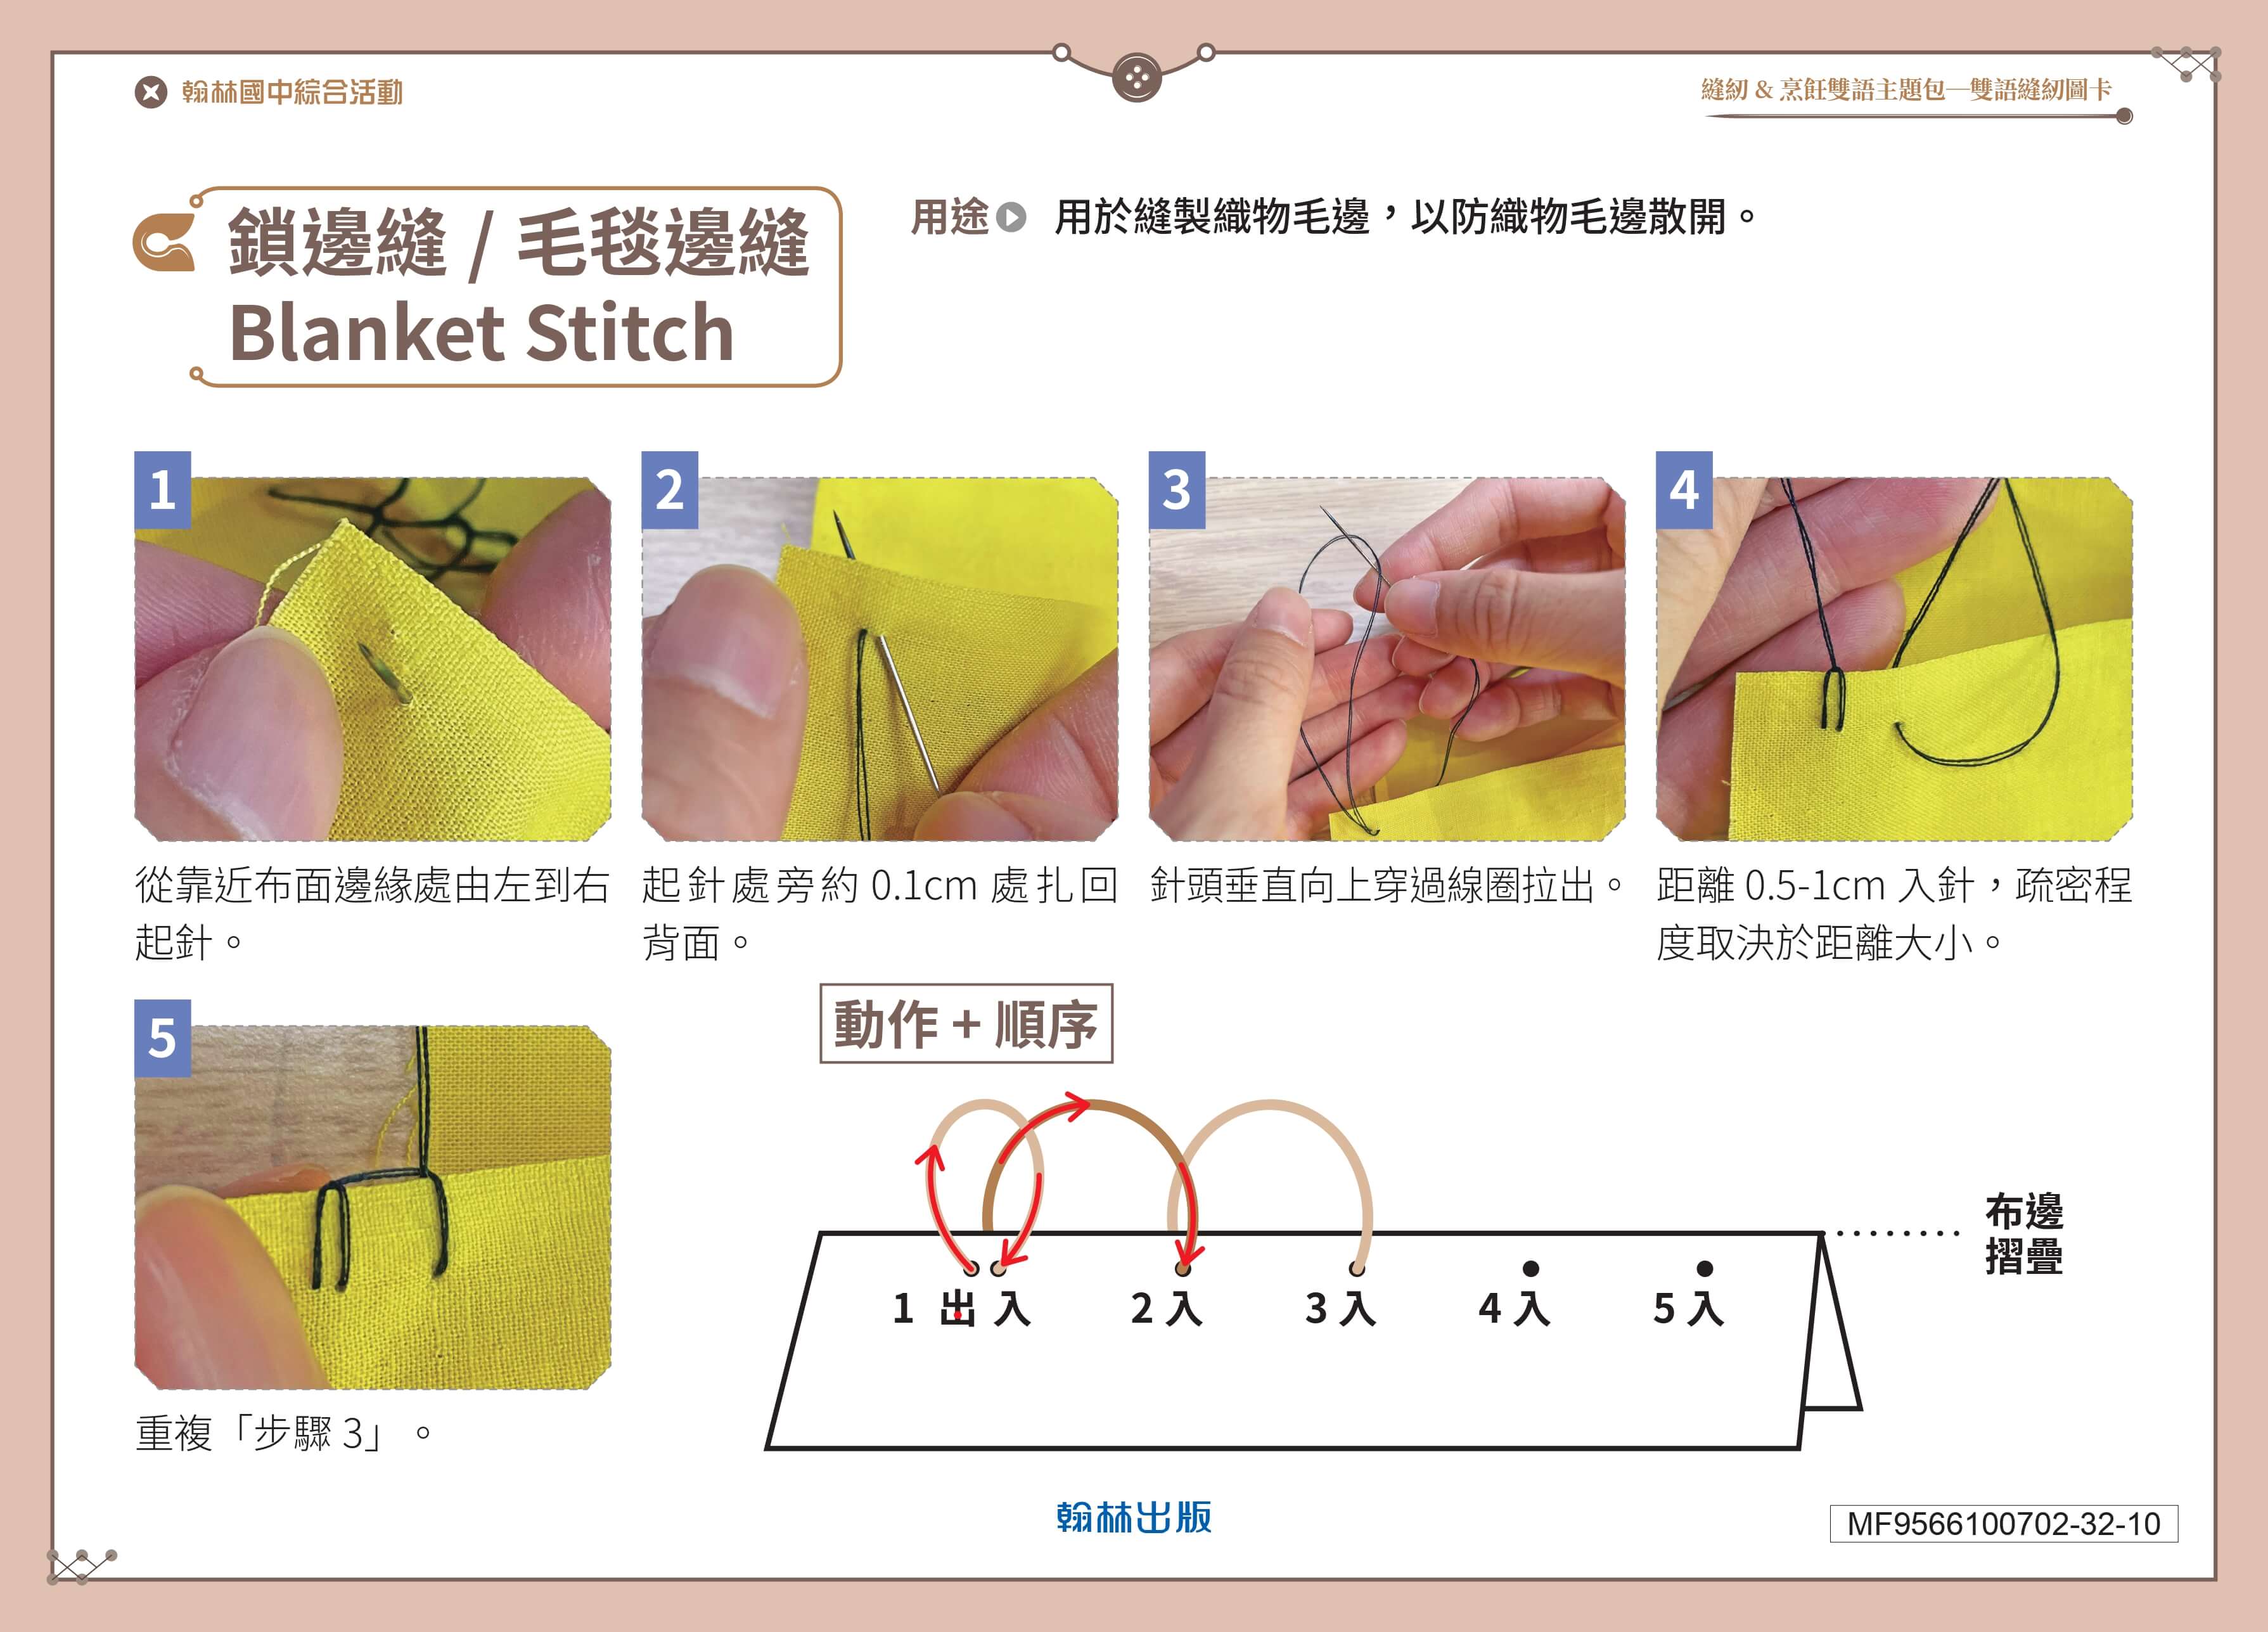 翰林國中綜合活動
縫紉 & 烹飪雙語主題包—雙語縫紉圖卡
鎖邊縫 / 毛毯邊縫
Blanket Stitch
用途 用於縫製織物毛邊，以防織物毛邊散開。
1
從靠近布面邊緣處由左到右
起針。
2
起針處旁約 0.1cm 處扎回
背面。
3
針頭垂直向上穿過線圈拉出。
4
距離 0.5-1cm 入針，疏密程
度取決於距離大小。
5
重複「步驟 3」。
動作 + 順序
布邊
摺疊
1 出 入 2 入 3 入 4 入 5 入
翰林出版
MF9566100702-32-10